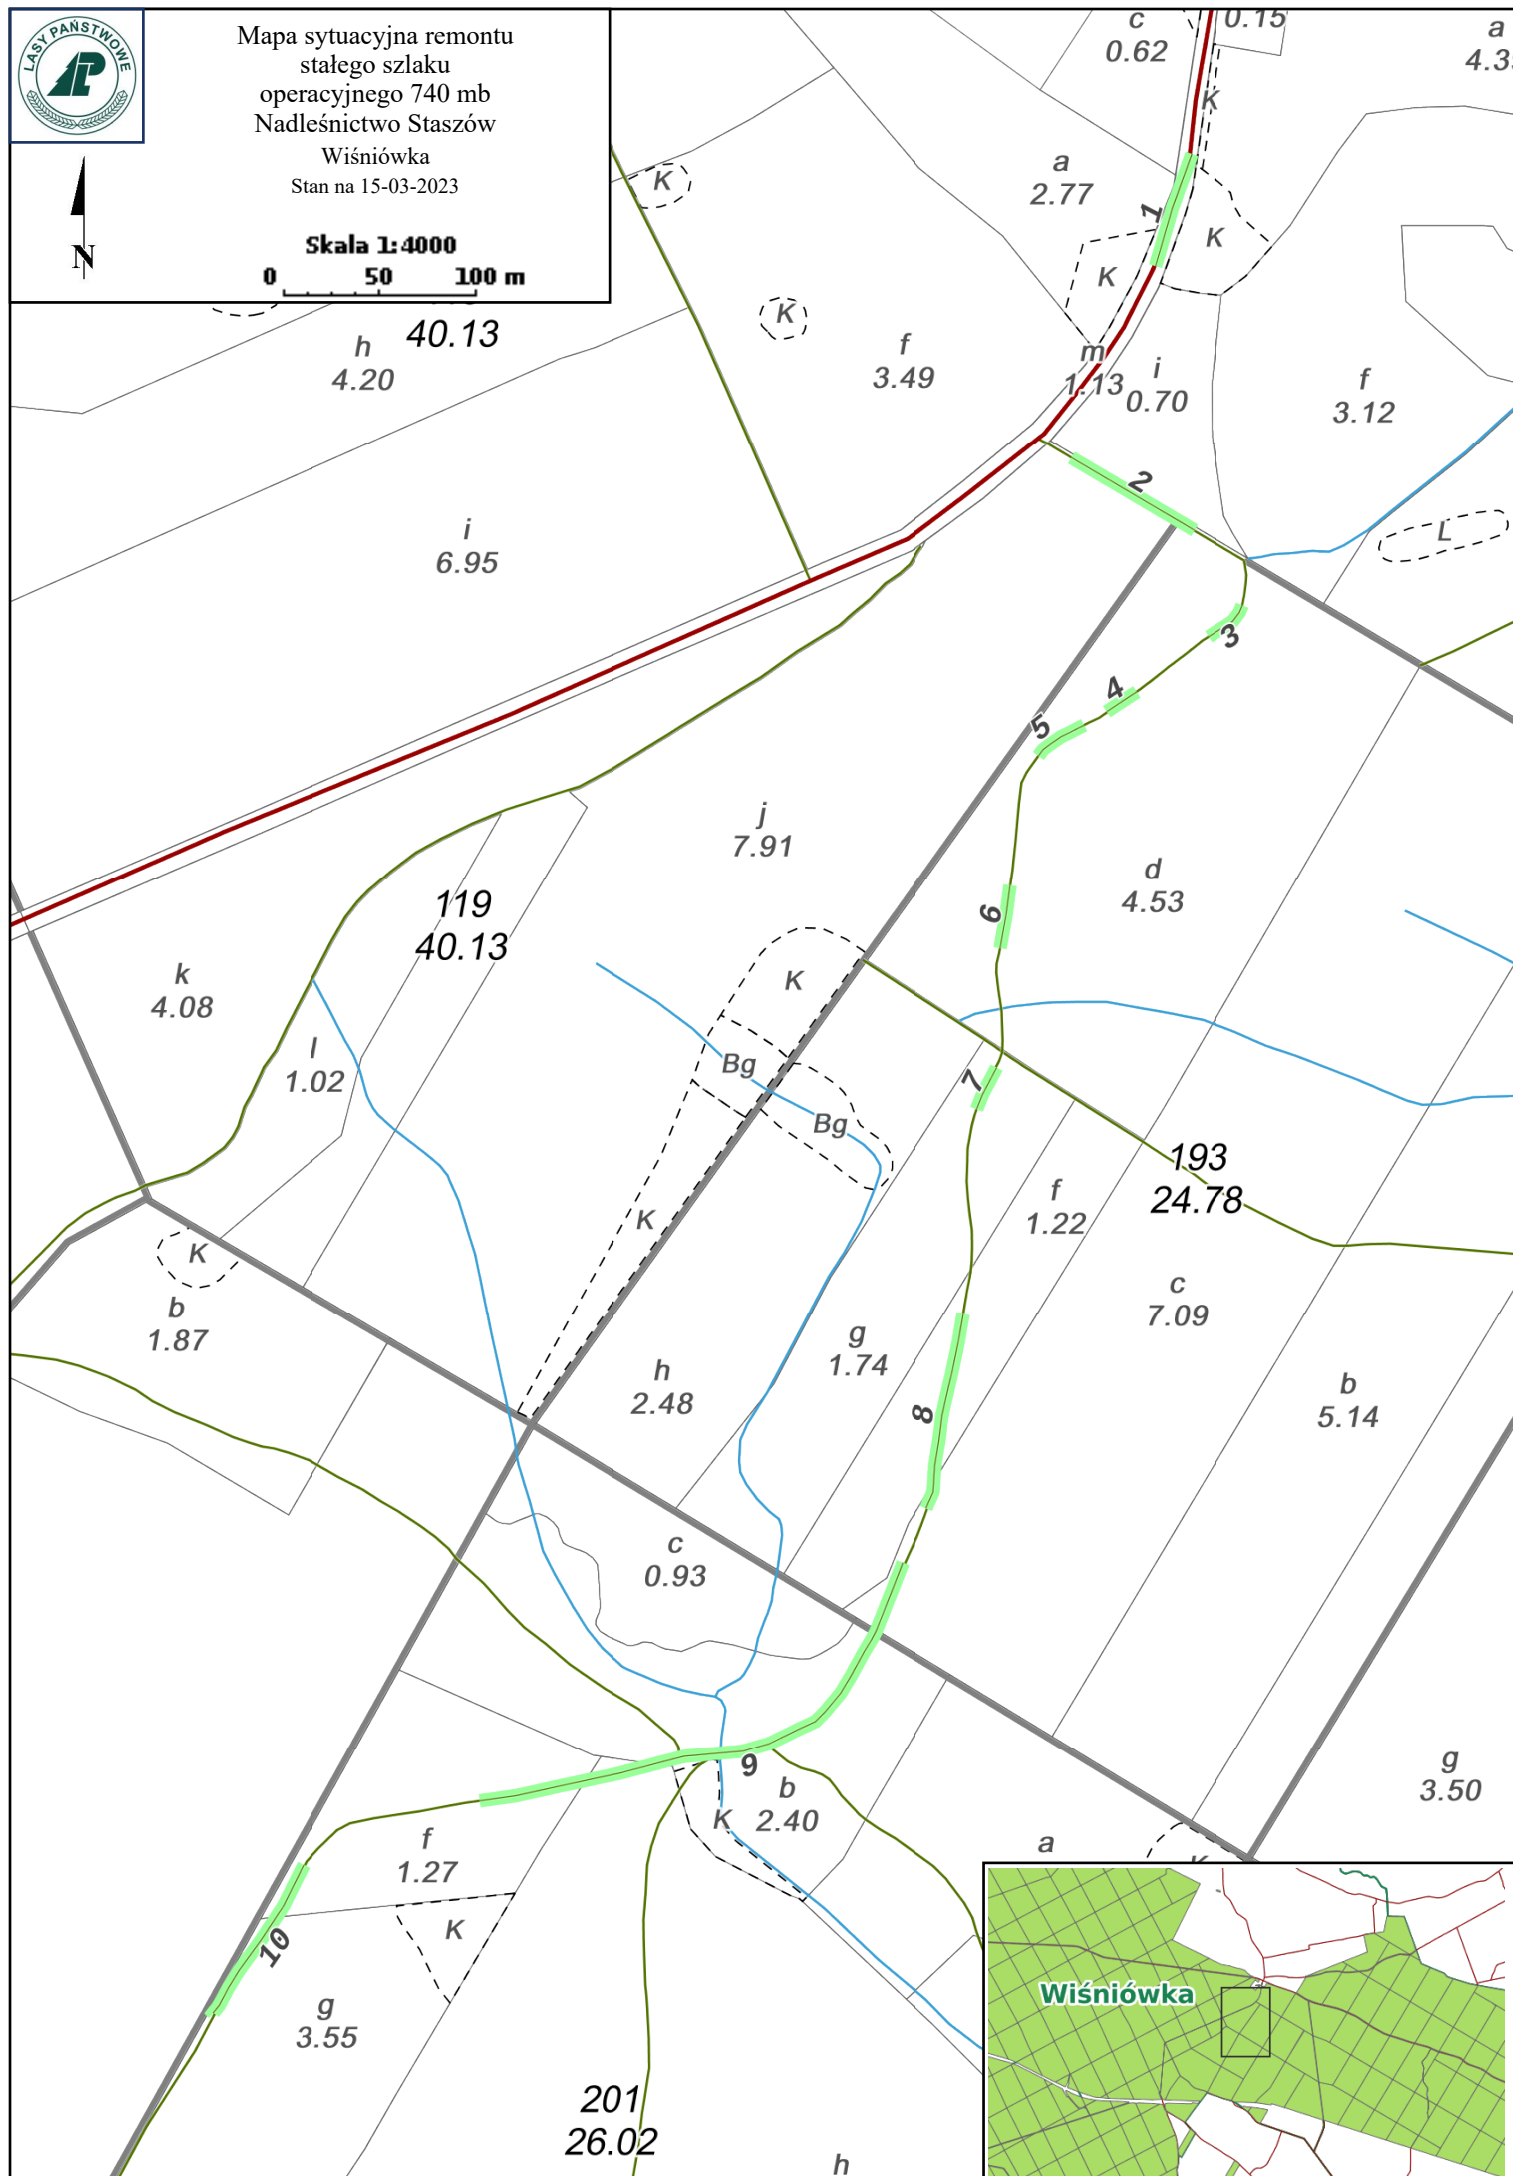 LASY PAŃSTWOWE
Mapa sytuacyjna remontu
stałego szlaku
operacyjnego 740 mb
Nadleśnictwo Staszów
Wiśniówka
Stan na 15-03-2023
N
Skala 1:4000
0 50 100 m
c
0.62
0.15
a
K
a
2.77
1
K
K
K
K
h
4.20
40.13
f
3.49
m
1.13
i
0.70
f
3.12
2
L
i
6.95
3
4
5
j
7.91
d
4.53
119
40.13
6
k
4.08
K
l
1.02
Bg
7
Bg
193
24.78
K
f
1.22
K
b
1.87
c
7.09
g
1.74
h
2.48
b
5.14
8
c
0.93
9
b
2.40
K
g
3.50
a
f
1.27
K
10
g
3.55
Wiśniówka
201
26.02
h